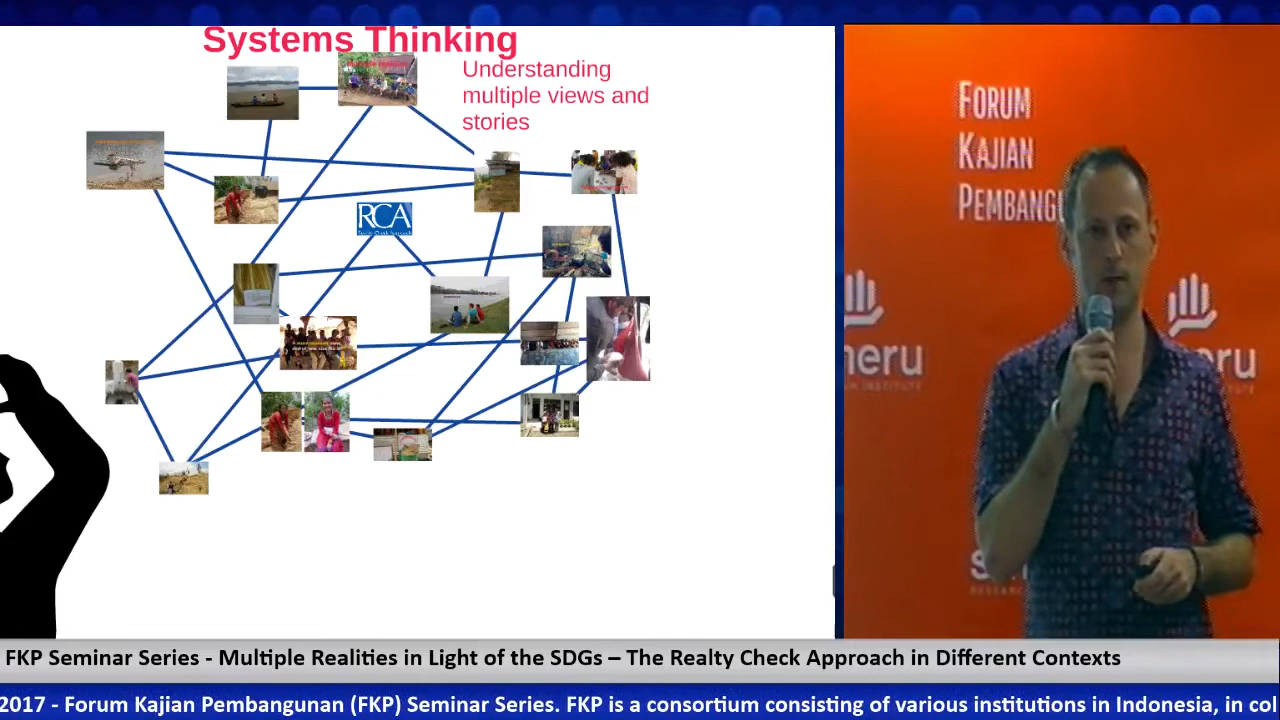 Systems Thinking
Understanding
multiple views and
stories
RCA
FORUM
KAJIAN
PEMBANGU
FKP Seminar Series - Multiple Realities in Light of the SDGs – The Realty Check Approach in Different Contexts
2017 - Forum Kajian Pembangunan (FKP) Seminar Series. FKP is a consortium consisting of various institutions in Indonesia, in col